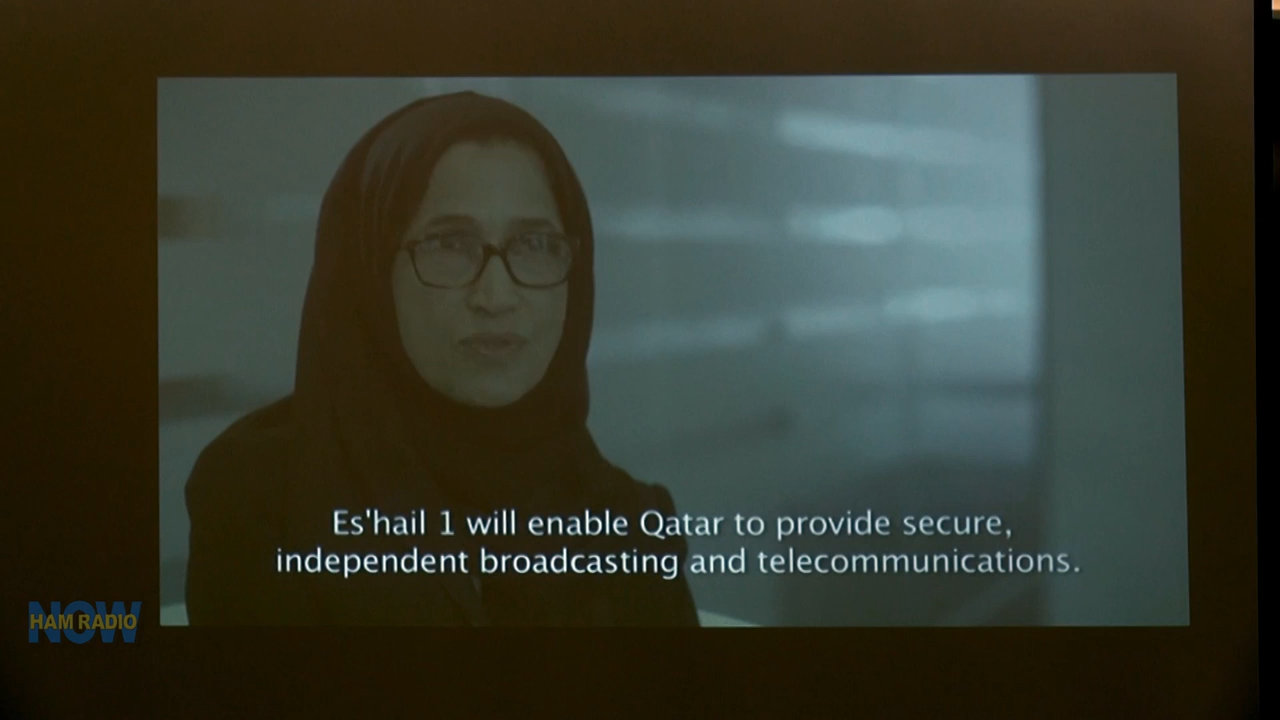 Es'hail 1 will enable Qatar to provide secure,
independent broadcasting and telecommunications.
NOW
HAM RADIO